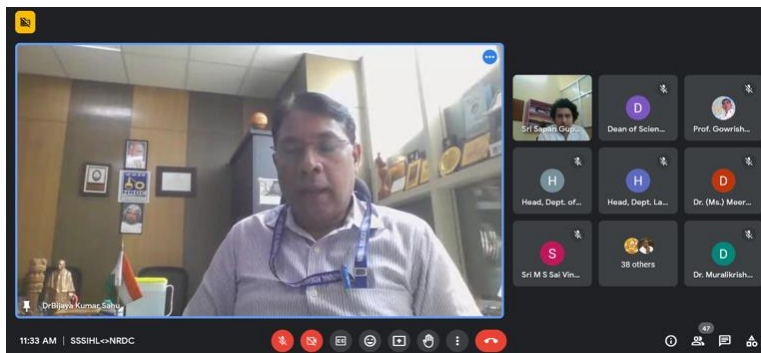 DrBijaya Kumar Sahu
Sri Sapan Gup...
D
Dean of Scien...
Prof. Gowrish...
H
Head, Dept. of...
H
Head, Dept. La...
D
Dr. (Ms.) Meer...
S
Sri M S Sai Vin...
38 others
D
Dr. Muralikrish...
11:33 AM | SSSIHL<>NRDC
47